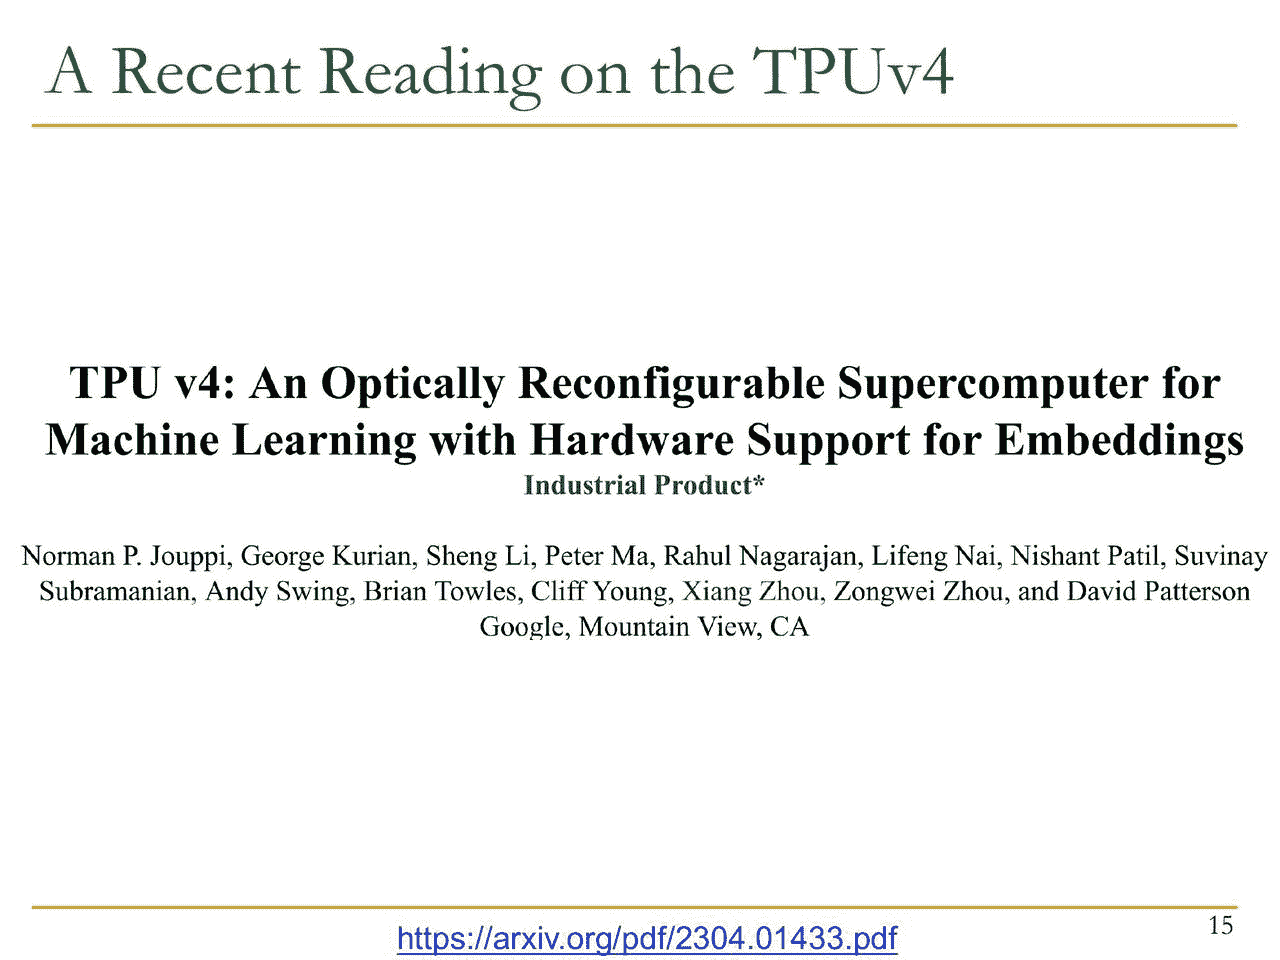 A Recent Reading on the TPUv4
TPU v4: An Optically Reconfigurable Supercomputer for
Machine Learning with Hardware Support for Embeddings
Industrial Product*
Norman P. Jouppi, George Kurian, Sheng Li, Peter Ma, Rahul Nagarajan, Lifeng Nai, Nishant Patil, Suvinay
Subramanian, Andy Swing, Brian Towles, Cliff Young, Xiang Zhou, Zongwei Zhou, and David Patterson
Google, Mountain View, CA
https://arxiv.org/pdf/2304.01433.pdf
15